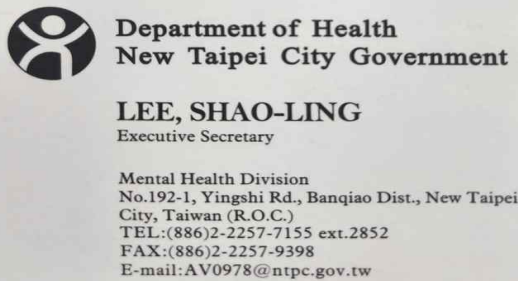 Department of Health
New Taipei City Government
LEE, SHAO-LING
Executive Secretary
Mental Health Division
No.192-1, Yingshi Rd., Banqiao Dist., New Taipei
City, Taiwan (R.O.C.)
TEL:(886)2-2257-7155 ext.2852
FAX:(886)2-2257-9398
E-mail:AV0978@ntpc.gov.tw